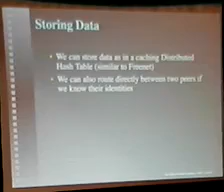 Storing Data
• We can store data as in a caching Distributed
Hash Table (similar to Freenet)
• We can also route directly between two peers if
we know their identities